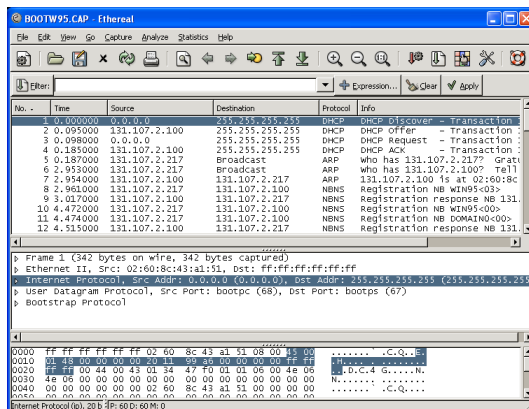 BOOTW95.CAP - Ethereal
File Edit View Go Capture Analyze Statistics Help
Filter: Expression... Clear Apply
No. - Time Source Destination Protocol Info
1 0.000000 0.0.0.0 255.255.255.255 DHCP DHCP Discover - Transaction
2 0.095000 131.107.2.100 255.255.255.255 DHCP DHCP Offer - Transaction
3 0.098000 0.0.0.0 255.255.255.255 DHCP DHCP Request - Transaction
4 0.185000 131.107.2.100 255.255.255.255 DHCP DHCP ACK - Transaction
5 0.187000 131.107.2.217 Broadcast ARP Who has 131.107.2.217? Gratu
6 2.953000 131.107.2.217 Broadcast ARP Who has 131.107.2.100? Tell
7 2.954000 131.107.2.100 131.107.2.217 ARP 131.107.2.100 is at 02:60:8c
8 2.961000 131.107.2.217 131.107.2.100 NBNS Registration NB WIN95<03>
9 3.017000 131.107.2.100 131.107.2.217 NBNS Registration response NB 131.
10 4.472000 131.107.2.217 131.107.2.100 NBNS Registration NB WIN95<00>
11 4.474000 131.107.2.217 131.107.2.100 NBNS Registration NB DOMAIN0<00>
12 4.515000 131.107.2.100 131.107.2.217 NBNS Registration response NB 131.
Frame 1 (342 bytes on wire, 342 bytes captured)
Ethernet II, Src: 02:60:8c:43:a1:51, Dst: ff:ff:ff:ff:ff:ff
Internet Protocol, Src Addr: 0.0.0.0 (0.0.0.0), Dst Addr: 255.255.255.255 (255.255.255.255
User Datagram Protocol, Src Port: bootpc (68), Dst Port: bootps (67)
Bootstrap Protocol
0000 ff ff ff ff ff ff 02 60 8c 43 a1 51 08 00 45 00 .......` .C.Q..E.
0010 01 48 00 00 00 00 20 11 99 a6 00 00 00 00 ff ff .H.... . ........
0020 ff ff 00 44 00 43 01 34 47 f0 01 01 06 00 4e 06 ...D.C.4 G.....N.
0030 4e 06 00 00 00 00 00 00 00 00 00 00 00 00 00 00 N....... ........
0040 00 00 00 00 00 00 02 60 8c 43 a1 51 00 00 00 00 .......` .C.Q....
Internet Protocol (ip), 20 b P: 60 D: 60 M: 0